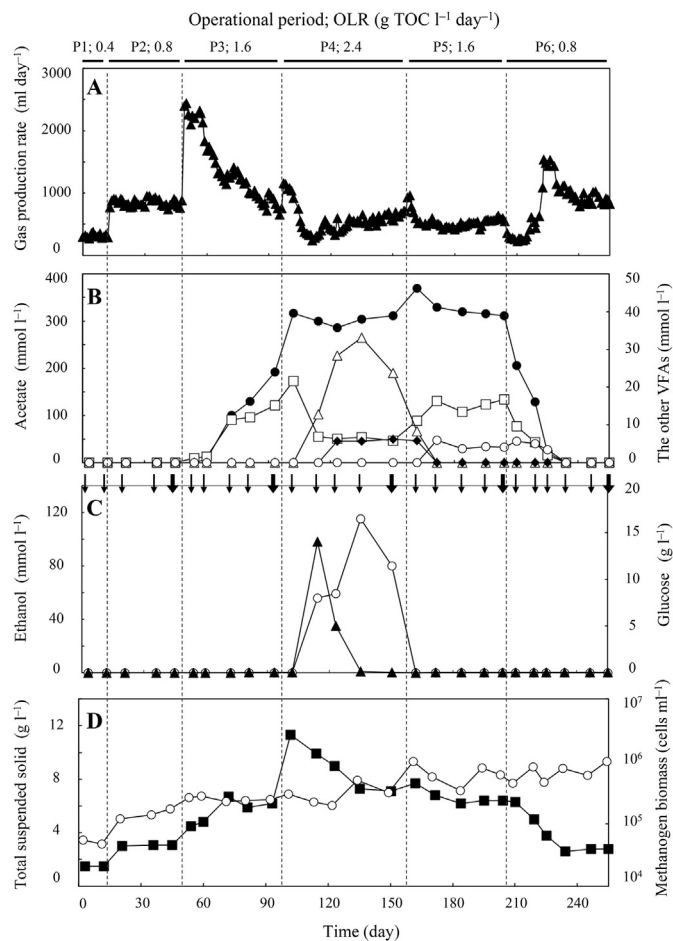 Operational period; OLR (g TOC l⁻¹ day⁻¹)
P1; 0.4 P2; 0.8 P3; 1.6 P4; 2.4 P5; 1.6 P6; 0.8
A
Gas production rate (ml day⁻¹)
3000
2000
1000
0
B
Acetate (mmol l⁻¹)
400
300
200
100
0
50
40
30
20
10
0
The other VFAs (mmol l⁻¹)
C
Ethanol (mmol l⁻¹)
120
80
40
0
20
15
10
5
0
Glucose (g l⁻¹)
D
Total suspended solid (g l⁻¹)
12
8
4
0
10⁷
10⁶
10⁵
10⁴
Methanogen biomass (cells ml⁻¹)
0 30 60 90 120 150 180 210 240
Time (day)